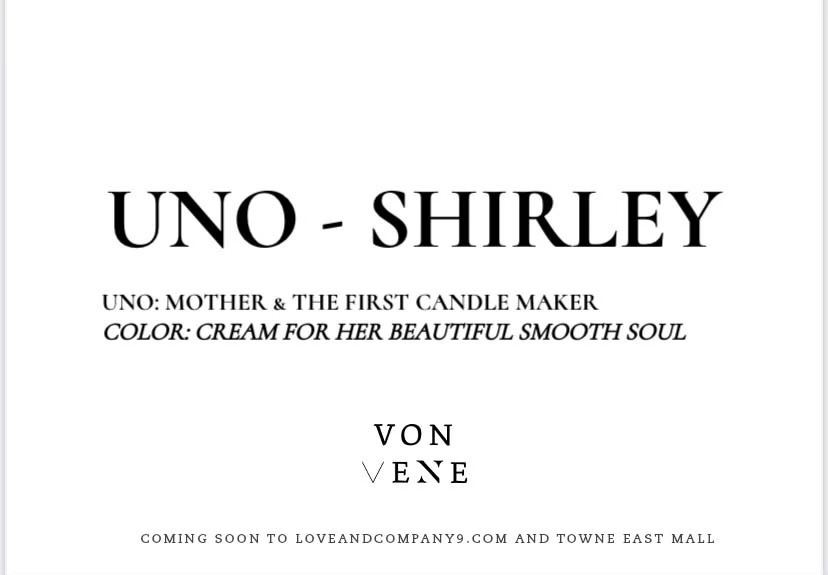 UNO - SHIRLEY
UNO: MOTHER & THE FIRST CANDLE MAKER
COLOR: CREAM FOR HER BEAUTIFUL SMOOTH SOUL
VON
VENE
COMING SOON TO LOVEANDCOMPANY9.COM AND TOWNE EAST MALL